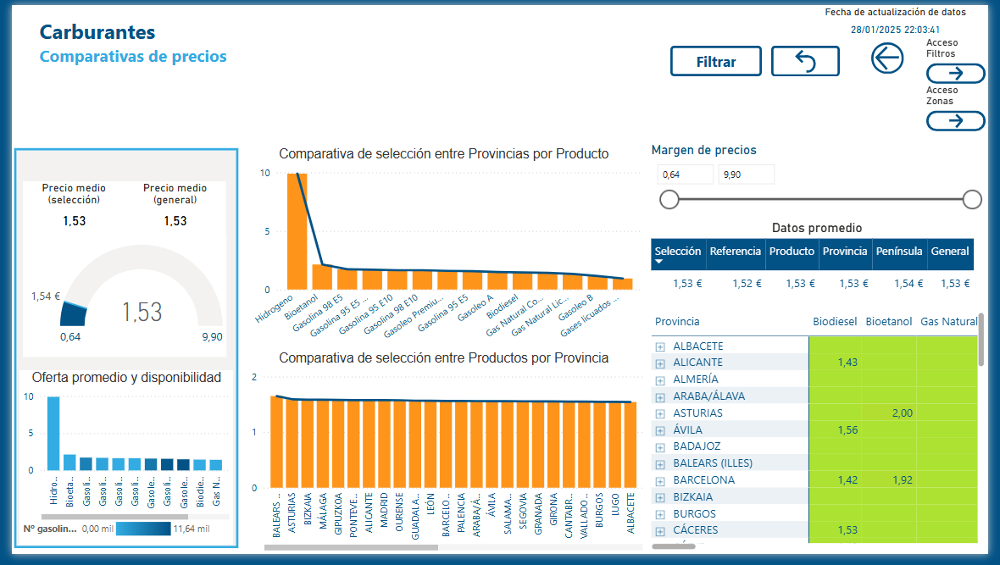 Carburantes
Comparativas de precios
Fecha de actualización de datos
28/01/2025 22:03:41
Filtrar
Acceso
Filtros
Acceso
Zonas
Precio medio
(selección)
1,53
Precio medio
(general)
1,53
1,54 €
1,53
0,64
9,90
Oferta promedio y disponibilidad
10
5
0
Hidro...
Bioeta...
Gasoli...
Gasoli...
Gasoli...
Gasoli...
Gasole...
Gasoli...
Gasole...
Biodie...
Gas N...
Nº gasolin...
0,00 mil
11,64 mil
Comparativa de selección entre Provincias por Producto
10
5
0
Hidrogeno
Bioetanol
Gasolina 98 E5
Gasolina 95 E5 ...
Gasolina 95 E10
Gasolina 98 E10
Gasoleo Premiu...
Gasolina 95 E5
Gasoleo A
Biodiesel
Gas Natural Co...
Gas Natural Lic...
Gasoleo B
Gases licuados ...
Comparativa de selección entre Productos por Provincia
2
1
0
BALEARS ...
ASTURIAS
BIZKAIA
MÁLAGA
GIPUZKOA
PONTEVE...
ALICANTE
MADRID
OURENSE
GUADALA...
LEÓN
BARCELO...
PALENCIA
ARABA/Á...
ÁVILA
SALAMA...
SEGOVIA
GRANADA
GIRONA
CANTABR...
VALLADO...
BURGOS
LUGO
ALBACETE
Margen de precios
0,64
9,90
Datos promedio
Selección Referencia Producto Provincia Península General
1,53 € 1,52 € 1,53 € 1,53 € 1,54 € 1,53 €
Provincia Biodiesel Bioetanol Gas Natural
ALBACETE
ALICANTE 1,43
ALMERÍA
ARABA/ÁLAVA
ASTURIAS 2,00
ÁVILA 1,56
BADAJOZ
BALEARS (ILLES)
BARCELONA 1,42 1,92
BIZKAIA
BURGOS
CÁCERES 1,53